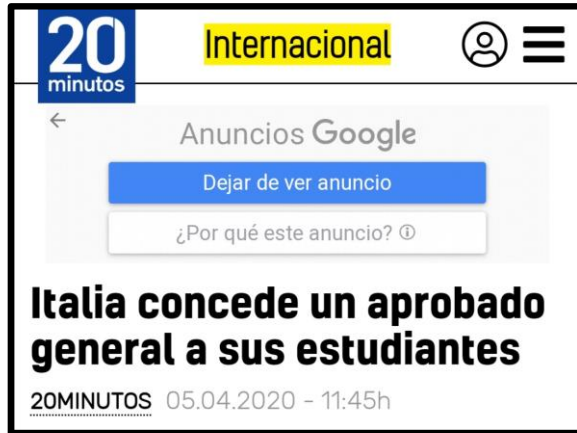 20
minutos
Internacional
Anuncios Google
Dejar de ver anuncio
¿Por qué este anuncio? ⓘ
Italia concede un aprobado
general a sus estudiantes
20MINUTOS 05.04.2020 - 11:45h